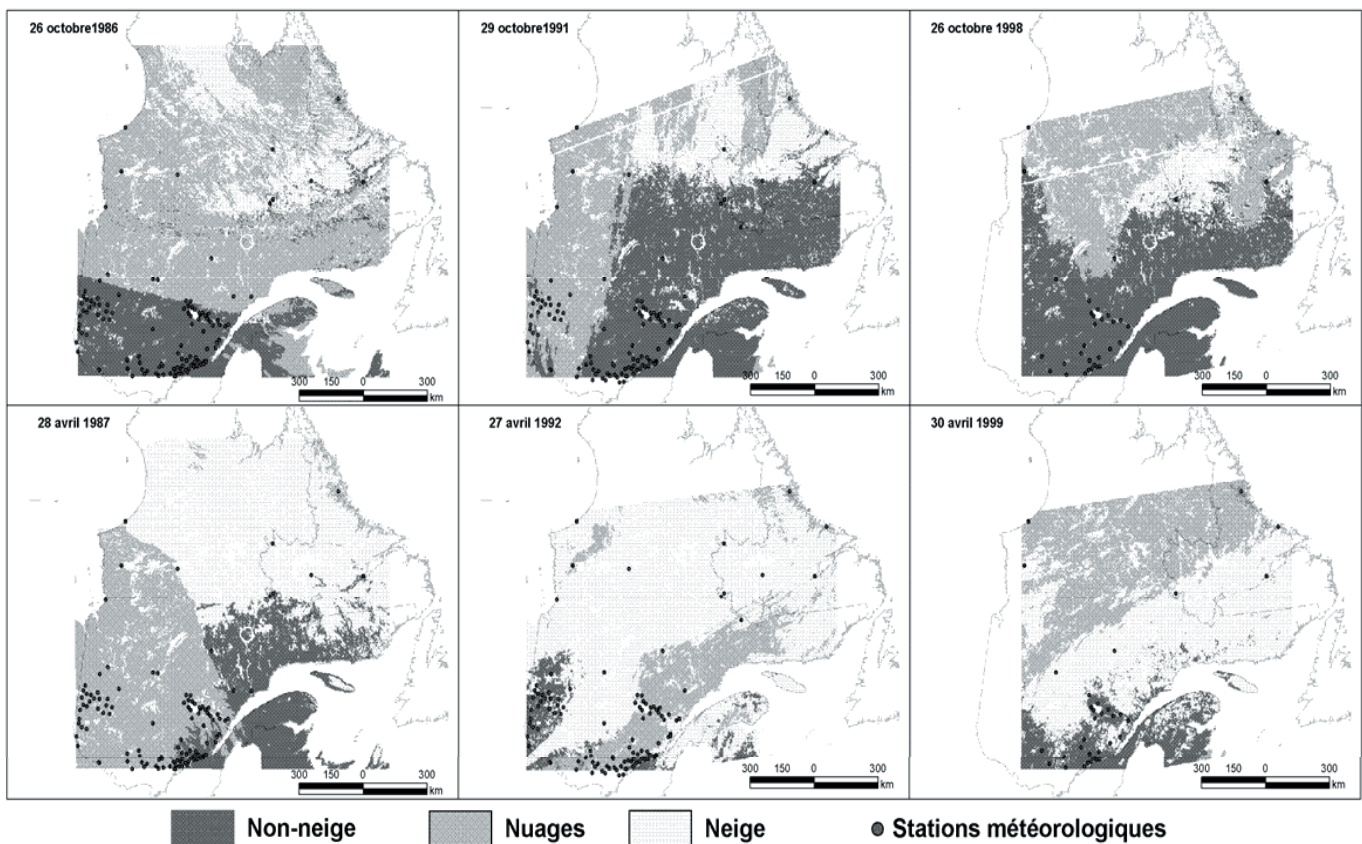 26 octobre1986
29 octobre1991
26 octobre 1998
300 150 0 300
km
300 150 0 300
km
300 150 0 300
km
28 avril 1987
27 avril 1992
30 avril 1999
300 150 0 300
km
300 150 0 300
km
300 150 0 300
km
Non-neige
Nuages
Neige
Stations météorologiques